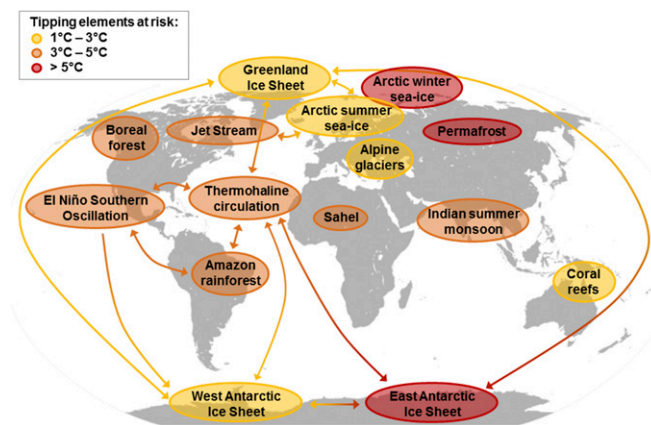 Tipping elements at risk:
1°C – 3°C
3°C – 5°C
> 5°C
Greenland
Ice Sheet
Arctic winter
sea-ice
Arctic summer
sea-ice
Boreal
forest
Jet Stream
Permafrost
Alpine
glaciers
El Niño Southern
Oscillation
Thermohaline
circulation
Sahel
Indian summer
monsoon
Amazon
rainforest
Coral
reefs
West Antarctic
Ice Sheet
East Antarctic
Ice Sheet